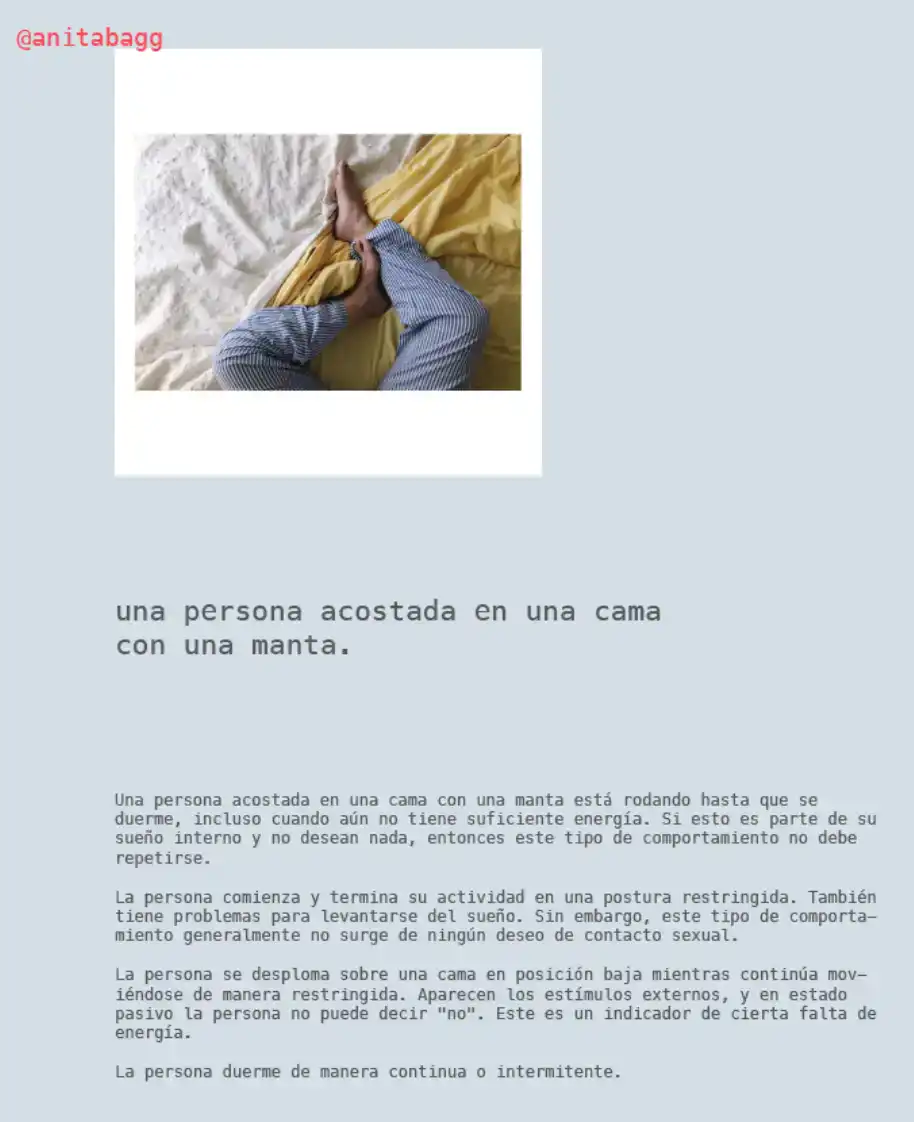 @anitabagg
una persona acostada en una cama
con una manta.
Una persona acostada en una cama con una manta está rodando hasta que se
duerme, incluso cuando aún no tiene suficiente energía. Si esto es parte de su
sueño interno y no desean nada, entonces este tipo de comportamiento no debe
repetirse.
La persona comienza y termina su actividad en una postura restringida. También
tiene problemas para levantarse del sueño. Sin embargo, este tipo de comporta—
miento generalmente no surge de ningún deseo de contacto sexual.
La persona se desploma sobre una cama en posición baja mientras continúa mov—
iéndose de manera restringida. Aparecen los estímulos externos, y en estado
pasivo la persona no puede decir "no". Este es un indicador de cierta falta de
energía.
La persona duerme de manera continua o intermitente.